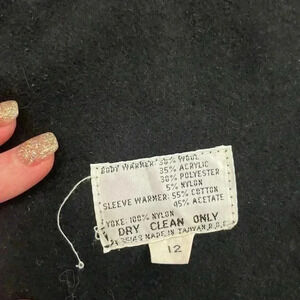 BODY WARMER: 30% WOOL
35% ACRYLIC
30% POLYESTER
5% NYLON
SLEEVE WARMER: 55% COTTON
45% ACETATE
YOKE: 100% NYLON
DRY CLEAN ONLY
MADE IN TAIWAN R.O.C.
12